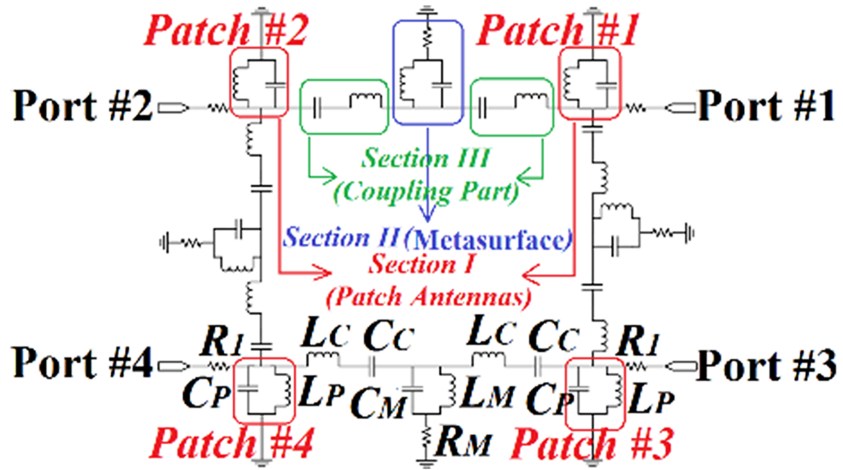 Patch #2 Patch #1
Port #2 Port #1
Section III
(Coupling Part)
Section II (Metasurface)
Section I
(Patch Antennas)
LC CC LC CC
Port #4 R1 R1 Port #3
CP LP CM LM CP LP
Patch #4 RM Patch #3